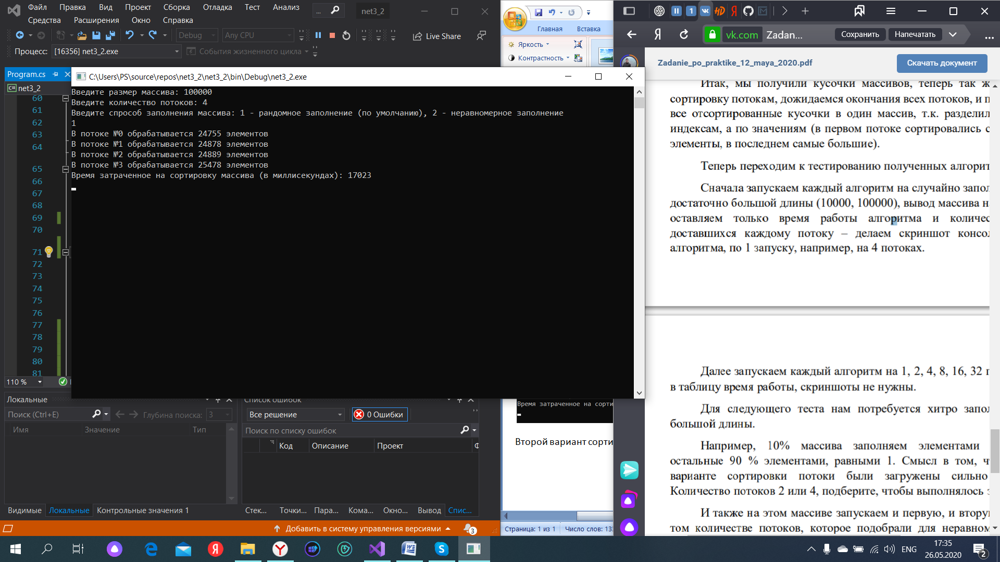 Файл Правка Вид Проект Сборка Отладка Тест Анализ ... net3_2
Средства Расширения Окно Справка
Debug Any CPU Live Share
Процесс: [16356] net3_2.exe События жизненного цикла
Program.cs
net3_2
60
61
62
63
64
65
66
67
68
69
70
71
72
73
74
75
76
77
78
79
80
81
110 %
C:\Users\PS\source\repos\net3_2\net3_2\bin\Debug\net3_2.exe
Введите размер массива: 100000
Введите количество потоков: 4
Введите спроcоб заполнения массива: 1 - рандомное заполнение (по умолчанию), 2 - неравномерное заполнение
1
В потоке №0 обрабатывается 24755 элементов
В потоке №1 обрабатывается 24878 элементов
В потоке №2 обрабатывается 24889 элементов
В потоке №3 обрабатывается 25478 элементов
Время затраченное на сортировку массива (в миллисекундах): 17023
Локальные
Поиск (Ctrl+E) Глубина поиска: 3
Имя Значение Тип
Видимые Локальные Контрольные значения 1
Список ошибок
Все решение 0 Ошибки
Поиск по списку ошибок
Код Описание Проект
Стек... Точки... Пара... Кома... Окно... Вывод Спис...
Добавить в систему управления версиями 3
Главная Вставка
Яркость
Контрастность
Время затраченное на сорти
Второй вариант сорти
Страница: 1 из 1 Число слов: 13
vk.com Zadan... Сохранить Напечатать ...
Zadanie_po_praktike_12_maya_2020.pdf Скачать документ
Итак, мы получили кусочки массивов, теперь так ж
сортировку потокам, дожидаемся окончания всех потоков, и п
все отсортированные кусочки в один массив, т.к. разделил
индексам, а по значениям (в первом потоке сортировались с
элементы, в последнем самые большие).
Теперь переходим к тестированию полученных алгорит
Сначала запускаем каждый алгоритм на случайно запол
достаточно большой длины (10000, 100000), вывод массива н
оставляем только время работы алгоритма и количес
доставшихся каждому потоку – делаем скриншот консол
алгоритма, по 1 запуску, например, на 4 потоках.
Далее запускаем каждый алгоритм на 1, 2, 4, 8, 16, 32 п
в таблицу время работы, скриншоты не нужны.
Для следующего теста нам потребуется хитро запол
большой длины.
Например, 10% массива заполняем элементами
остальные 90 % элементами, равными 1. Смысл в том, ч
варианте сортировки потоки были загружены сильно
Количество потоков 2 или 4, подберите, чтобы выполнялось э
И также на этом массиве запускаем и первую, и втору
том количестве потоков, которое подобрали для неравном
ENG 17:35
26.05.2020 2